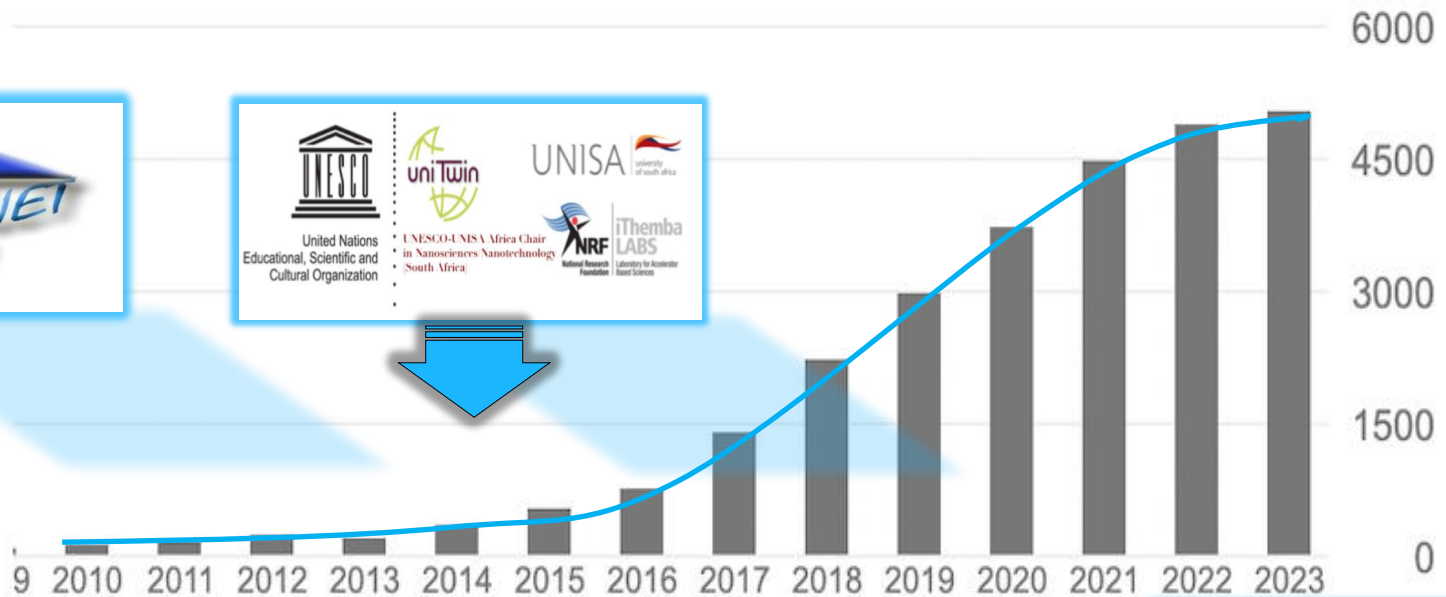 6000
4500
3000
1500
0
NET
UNESCO
United Nations
Educational, Scientific and
Cultural Organization
uniTwin
UNESCO-UNISA Africa Chair
in Nanosciences/Nanotechnology
(South Africa)
UNISA
university
of south africa
NRF
National Research
Foundation
iThemba
LABS
Laboratory for Accelerator
Based Sciences
9 2010 2011 2012 2013 2014 2015 2016 2017 2018 2019 2020 2021 2022 2023